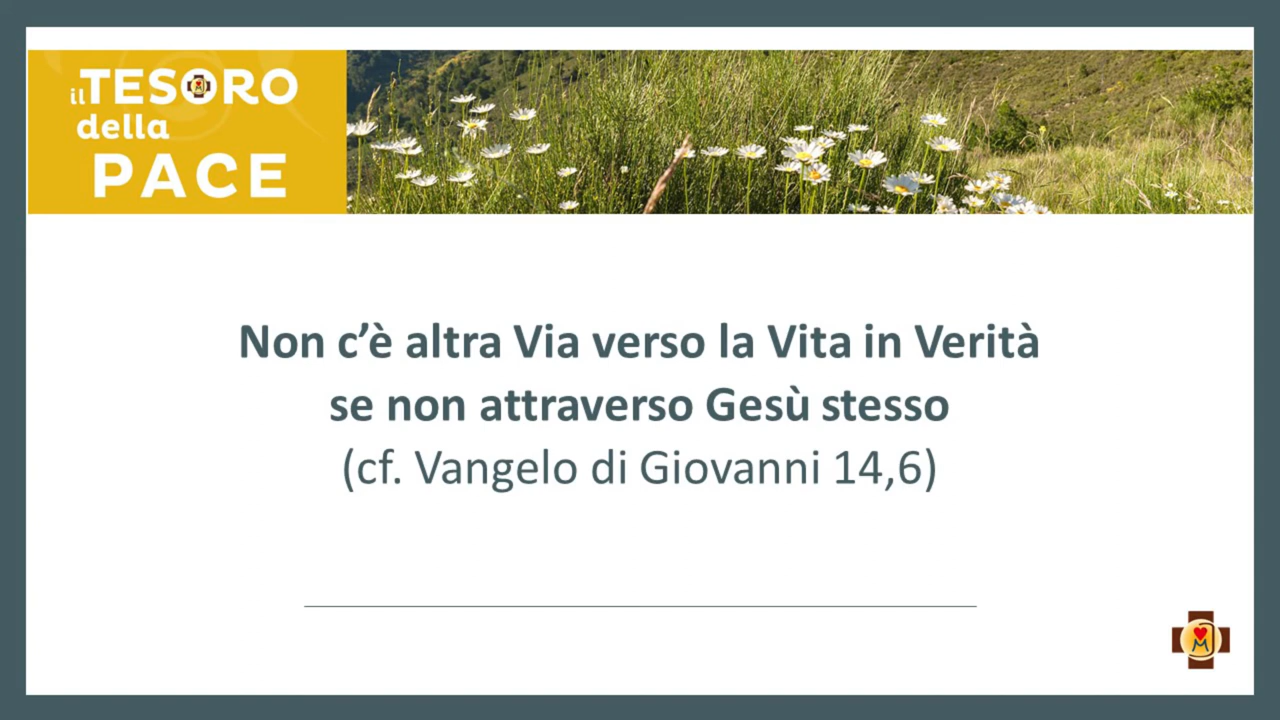 il TESORO
della
PACE
Non c’è altra Via verso la Vita in Verità
se non attraverso Gesù stesso
(cf. Vangelo di Giovanni 14,6)
M